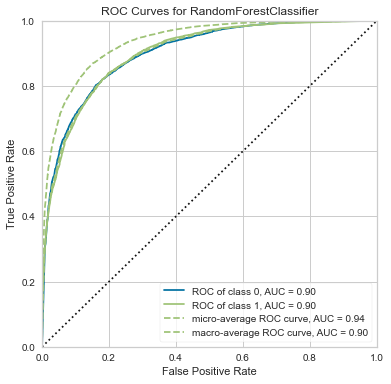 ROC Curves for RandomForestClassifier
True Positive Rate
1.0
0.8
0.6
0.4
0.2
0.0
ROC of class 0, AUC = 0.90
ROC of class 1, AUC = 0.90
micro-average ROC curve, AUC = 0.94
macro-average ROC curve, AUC = 0.90
0.0 0.2 0.4 0.6 0.8 1.0
False Positive Rate